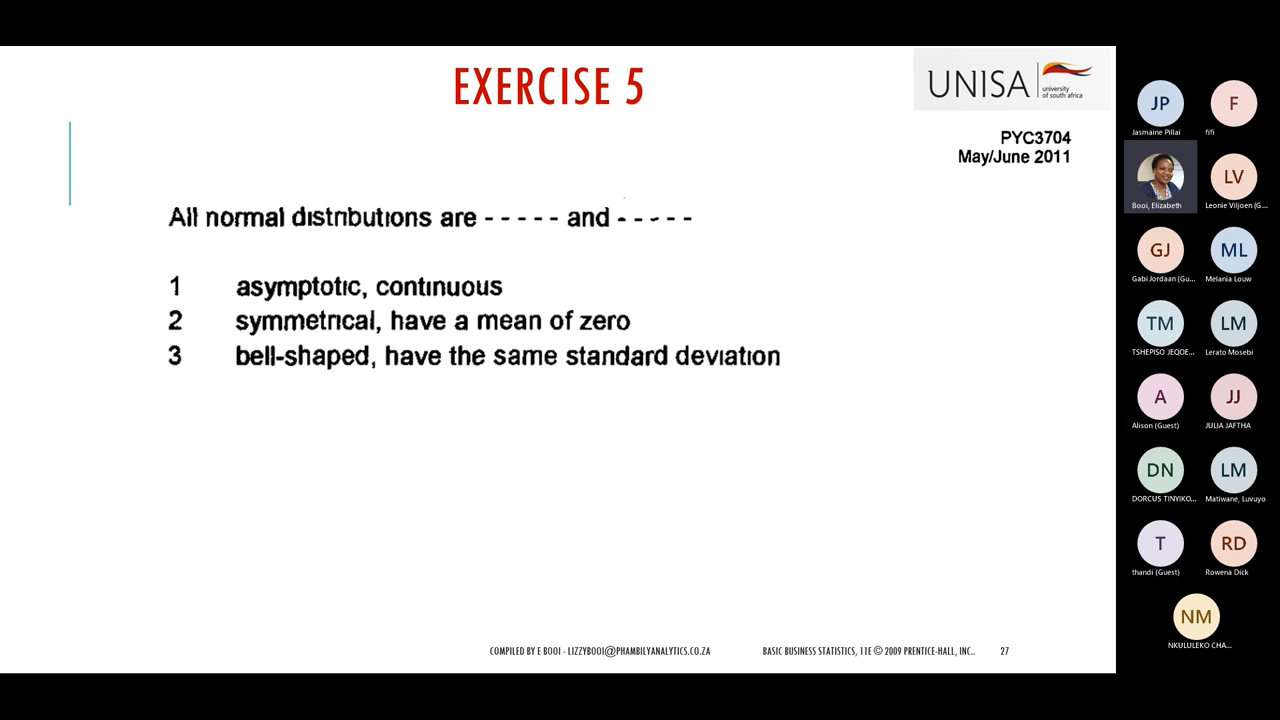 EXERCISE 5
UNISA
university
of south africa
PYC3704
May/June 2011
All normal distributions are - - - - - and - - - - -
1 asymptotic, continuous
2 symmetrical, have a mean of zero
3 bell-shaped, have the same standard deviation
COMPILED BY E BOOI - LIZZYBOOI@PHAMBILYANALYTICS.CO.ZA
BASIC BUSINESS STATISTICS, 11E © 2009 PRENTICE-HALL, INC..
27
JP
Jasmaine Pillai
F
fifi
Booi, Elizabeth
LV
Leonie Viljoen (G...
GJ
Gabi Jordaan (Gu...
ML
Melania Louw
TM
TSHEPISO JEQOE...
LM
Lerato Mosebi
A
Alison (Guest)
JJ
JULIA JAFTHA
DN
DORCUS TINYIKO...
LM
Matiwane, Luvuyo
T
thandi (Guest)
RD
Rowena Dick
NM
NKULULEKO CHA...